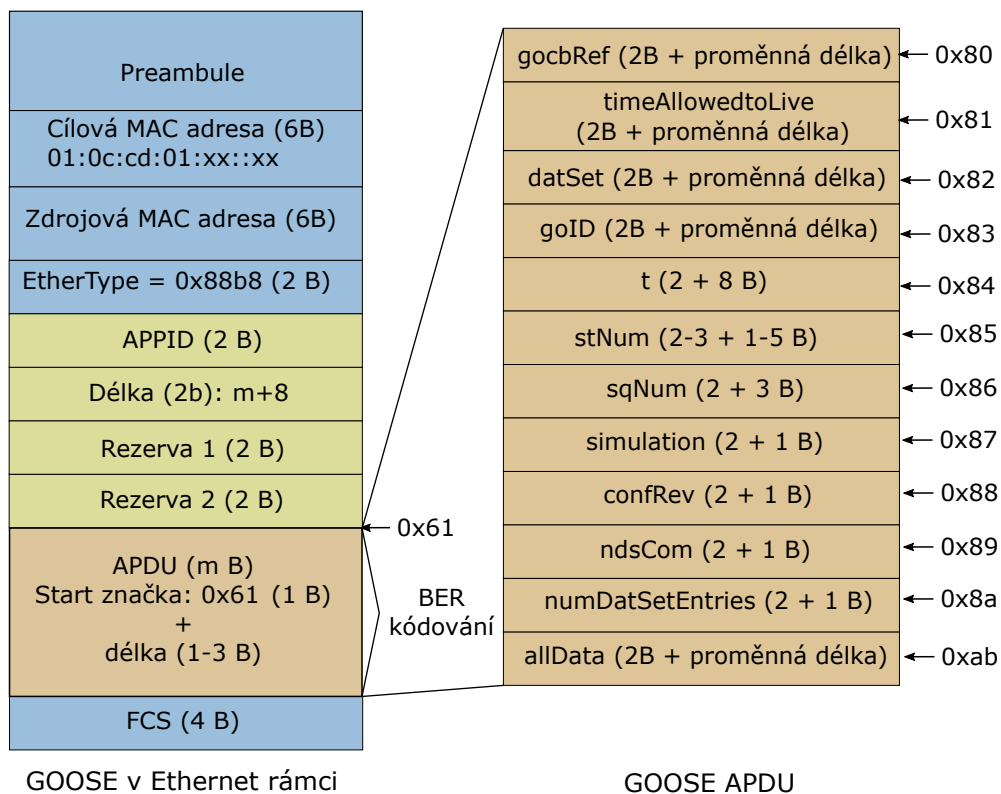 Preambule
Cílová MAC adresa (6B)
01:0c:cd:01:xx::xx
Zdrojová MAC adresa (6B)
EtherType = 0x88b8 (2 B)
APPID (2 B)
Délka (2b): m+8
Rezerva 1 (2 B)
Rezerva 2 (2 B)
0x61
APDU (m B)
Start značka: 0x61 (1 B)
+
délka (1-3 B)
BER
kódování
FCS (4 B)
GOOSE v Ethernet rámci
gocbRef (2B + proměnná délka)
0x80
timeAllowedtoLive
(2B + proměnná délka)
0x81
datSet (2B + proměnná délka)
0x82
goID (2B + proměnná délka)
0x83
t (2 + 8 B)
0x84
stNum (2-3 + 1-5 B)
0x85
sqNum (2 + 3 B)
0x86
simulation (2 + 1 B)
0x87
confRev (2 + 1 B)
0x88
ndsCom (2 + 1 B)
0x89
numDatSetEntries (2 + 1 B)
0x8a
allData (2B + proměnná délka)
0xab
GOOSE APDU